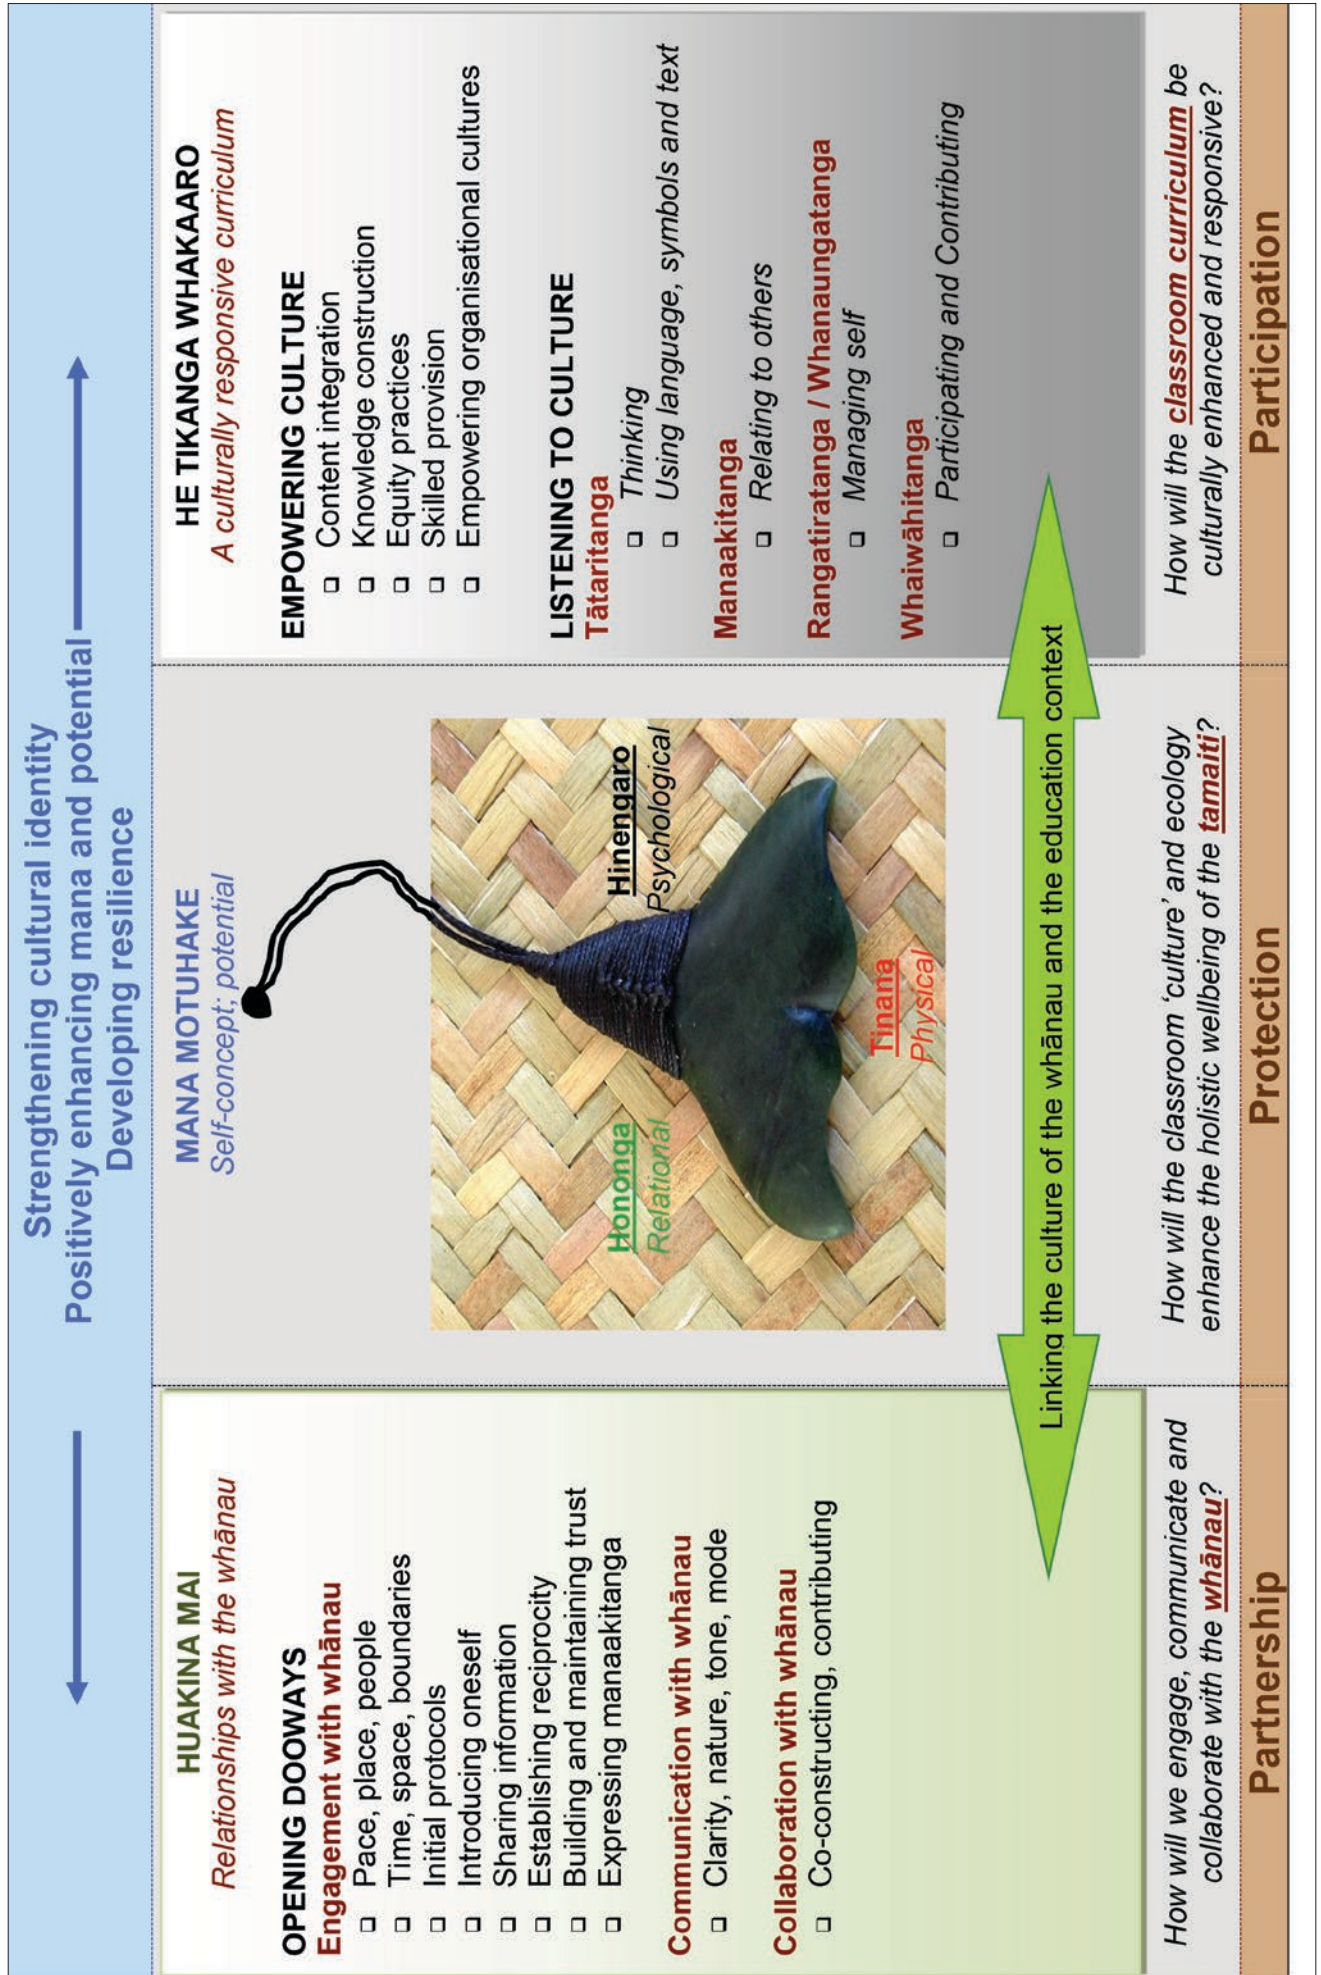 Strengthening cultural identity
Positively enhancing mana and potential
Developing resilience
HUAKINA MAI
Relationships with the whānau
OPENING DOOWAYS
Engagement with whānau
❑ Pace, place, people
❑ Time, space, boundaries
❑ Initial protocols
❑ Introducing oneself
❑ Sharing information
❑ Establishing reciprocity
❑ Building and maintaining trust
❑ Expressing manaakitanga
Communication with whānau
❑ Clarity, nature, tone, mode
Collaboration with whānau
❑ Co-constructing, contributing
MANA MOTUHAKE
Self-concept; potential
Hononga
Relational
Hinengaro
Psychological
Tinana
Physical
HE TIKANGA WHAKAARO
A culturally responsive curriculum
EMPOWERING CULTURE
❑ Content integration
❑ Knowledge construction
❑ Equity practices
❑ Skilled provision
❑ Empowering organisational cultures
LISTENING TO CULTURE
Tātaritanga
❑ Thinking
❑ Using language, symbols and text
Manaakitanga
❑ Relating to others
Rangatiratanga / Whanaungatanga
❑ Managing self
Whaiwāhitanga
❑ Participating and Contributing
Linking the culture of the whānau and the education context
How will we engage, communicate and
collaborate with the whānau?
How will the classroom ‘culture’ and ecology
enhance the holistic wellbeing of the tamaiti?
How will the classroom curriculum be
culturally enhanced and responsive?
Partnership
Protection
Participation